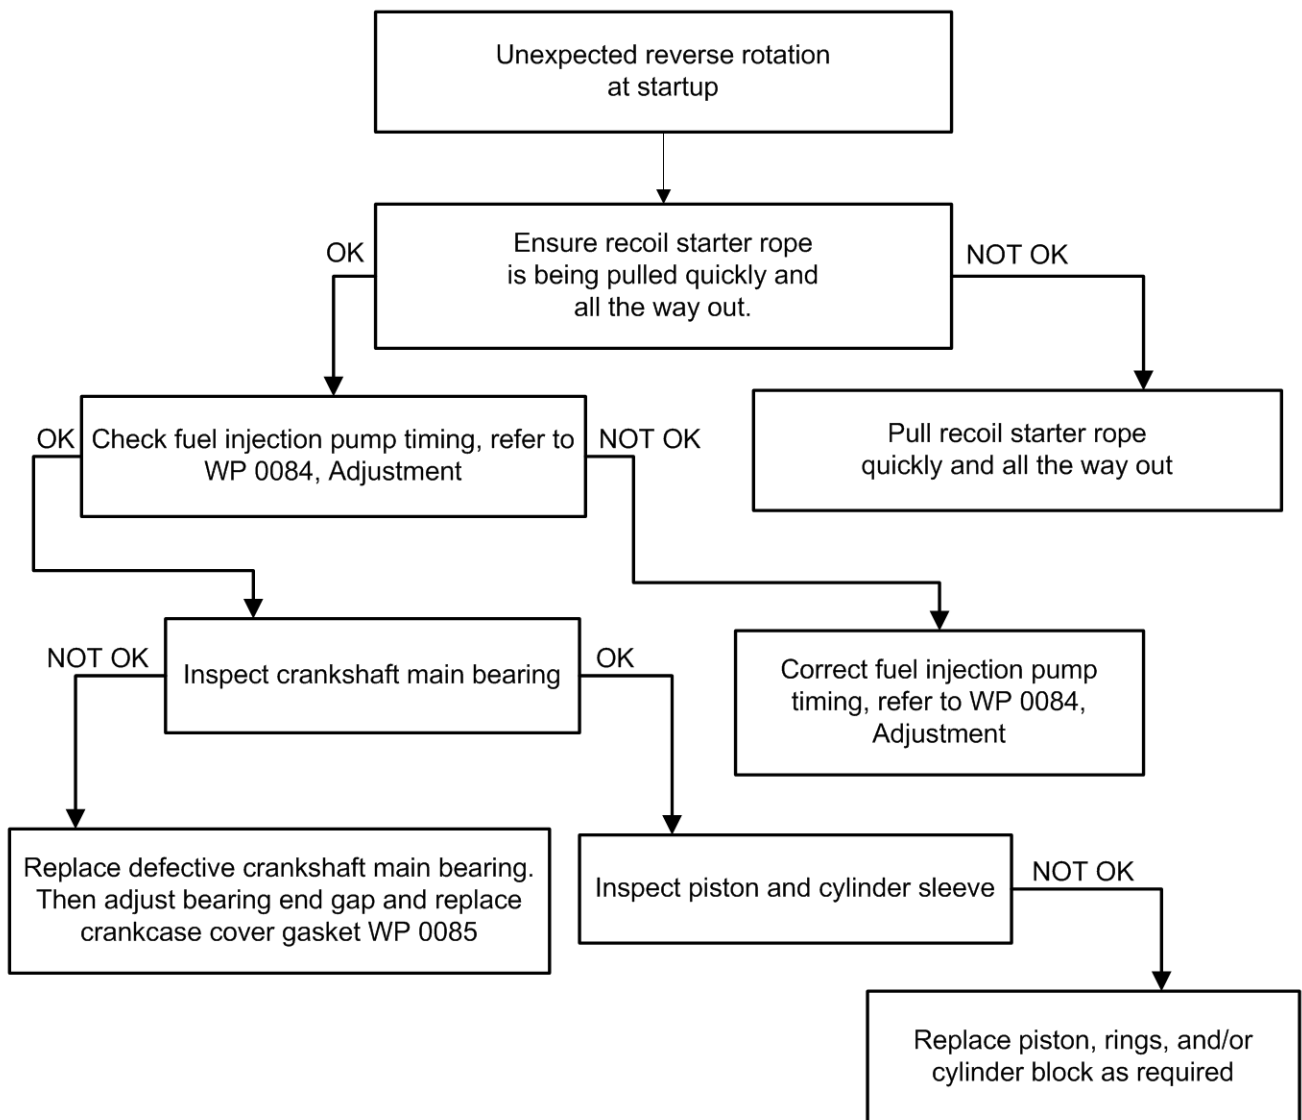 Unexpected reverse rotation
at startup
OK
Ensure recoil starter rope
is being pulled quickly and
all the way out.
NOT OK
OK
Check fuel injection pump timing, refer to
WP 0084, Adjustment
NOT OK
Pull recoil starter rope
quickly and all the way out
NOT OK
Inspect crankshaft main bearing
OK
Correct fuel injection pump
timing, refer to WP 0084,
Adjustment
Replace defective crankshaft main bearing.
Then adjust bearing end gap and replace
crankcase cover gasket WP 0085
Inspect piston and cylinder sleeve
NOT OK
Replace piston, rings, and/or
cylinder block as required